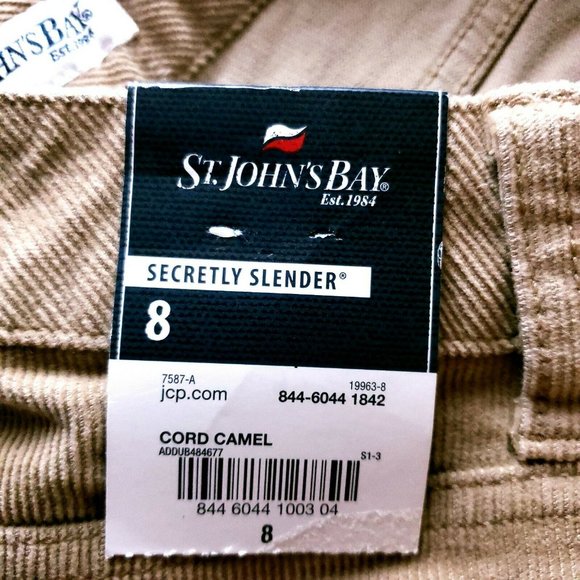 HN'S BAY
Est. 1984
ST. JOHN'S BAY®
Est. 1984
SECRETLY SLENDER®
8
7587-A 19963-8
jcp.com 844-6044 1842
CORD CAMEL
ADDUB484677 S1-3
844 6044 1003 04
8